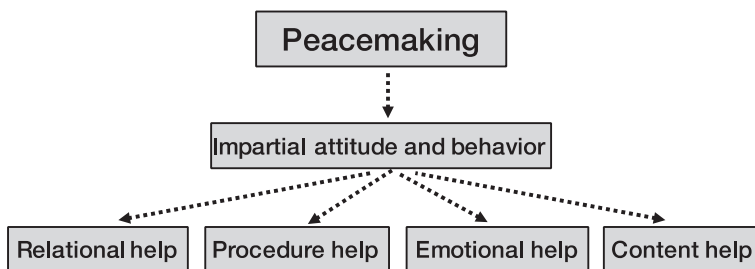 Peacemaking
Impartial attitude and behavior
Relational help
Procedure help
Emotional help
Content help